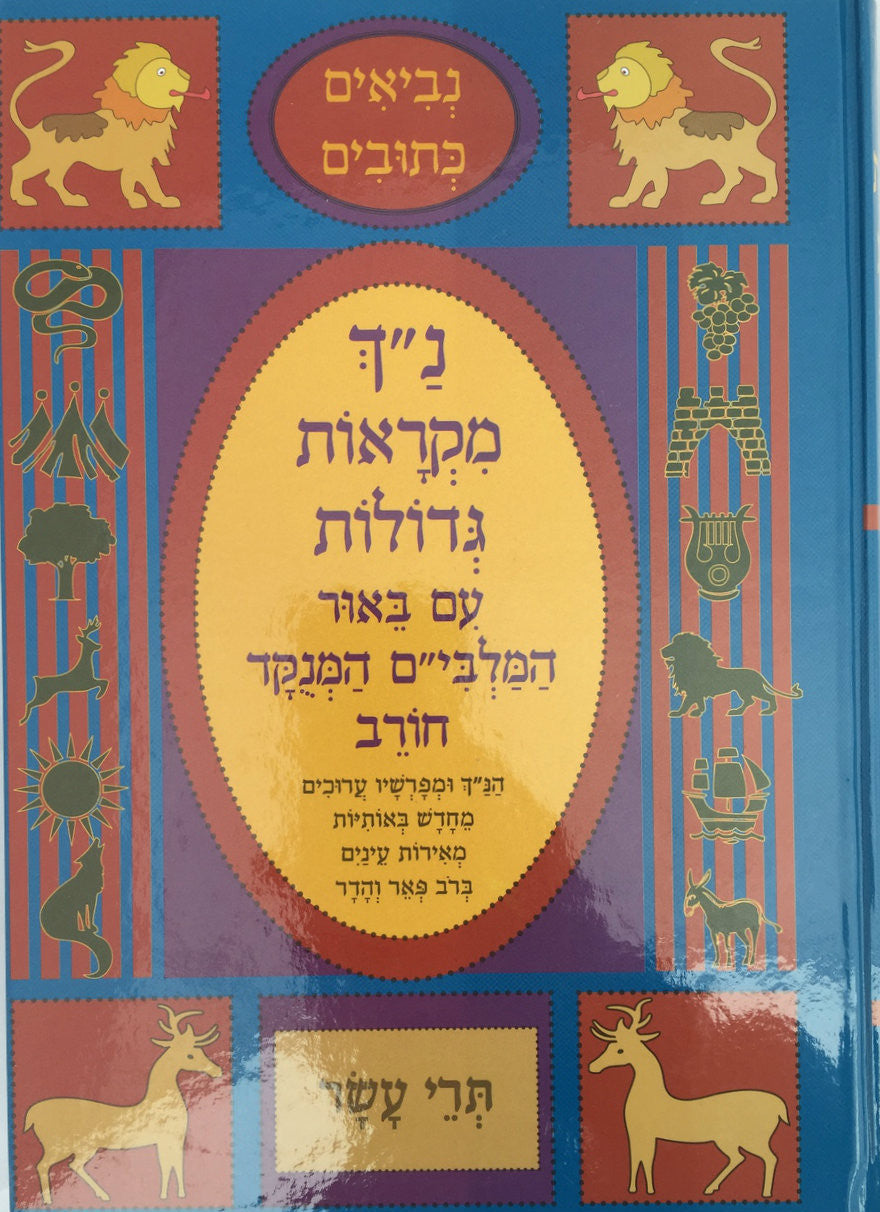 נְבִיאִים
כְּתוּבִים
נַ״ךְ
מִקְרָאוֹת
גְּדוֹלוֹת
עִם בֵּאוּר
הַמַּלְבִּי״ם הַמְּנֻקָּד
חוֹרֵב
הַנַּ״ךְ וּמְפָרְשָׁיו עֲרוּכִים
מֵחָדָשׁ בְּאוֹתִיּוֹת
מְאִירוֹת עֵינַיִם
בְּרֹב פְּאֵר וְהָדָר
תְּרֵי עָשָׂר